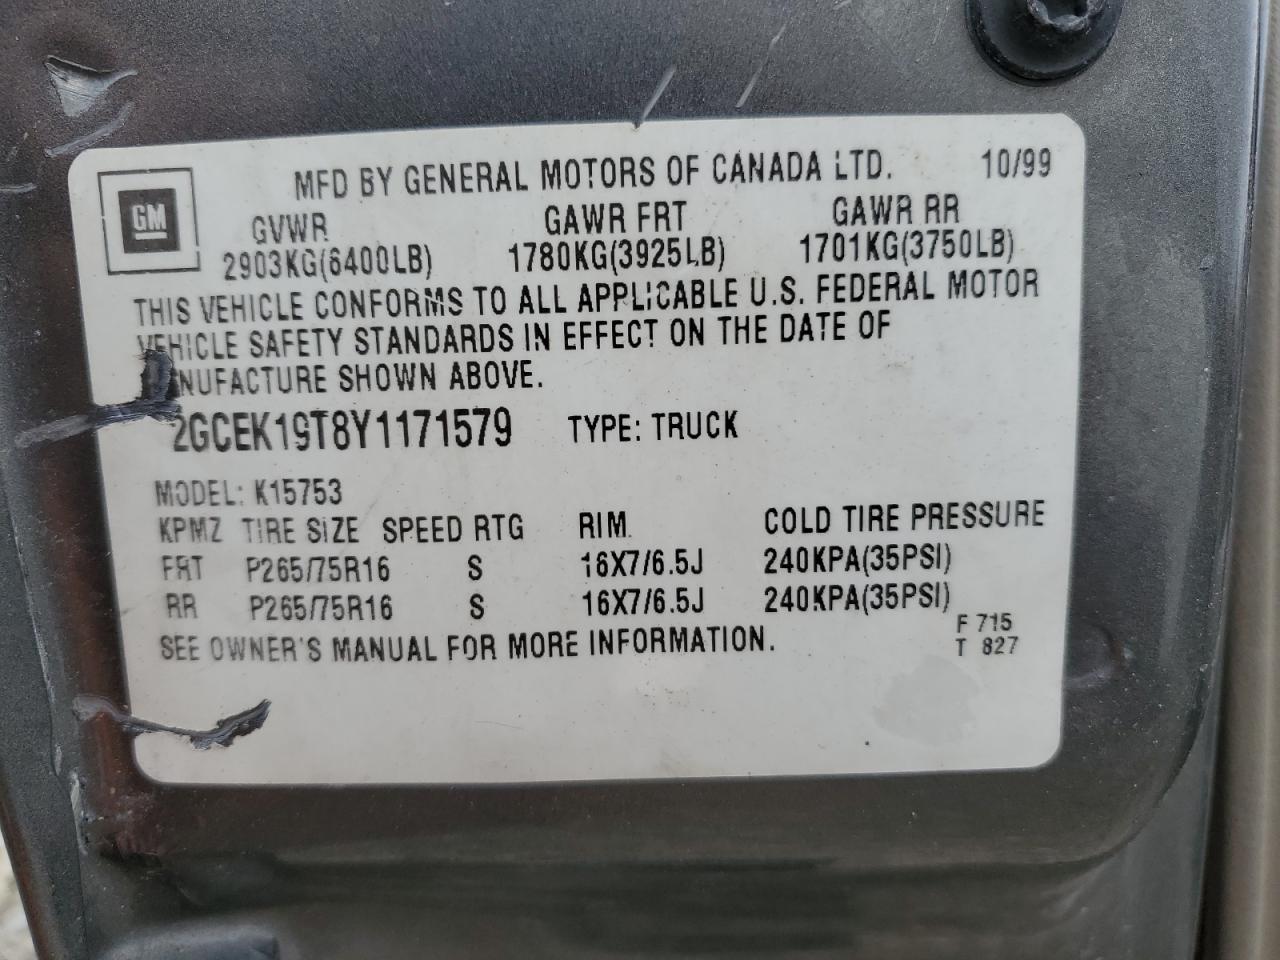 MFD BY GENERAL MOTORS OF CANADA LTD. 10/99
GM
GVWR GAWR FRT GAWR RR
2903KG(6400LB) 1780KG(3925LB) 1701KG(3750LB)
THIS VEHICLE CONFORMS TO ALL APPLICABLE U.S. FEDERAL MOTOR
VEHICLE SAFETY STANDARDS IN EFFECT ON THE DATE OF
MANUFACTURE SHOWN ABOVE.
2GCEK19T8Y1171579 TYPE: TRUCK
MODEL: K15753
KPMZ TIRE SIZE SPEED RTG RIM COLD TIRE PRESSURE
FRT P265/75R16 S 16X7/6.5J 240KPA(35PSI)
RR P265/75R16 S 16X7/6.5J 240KPA(35PSI)
SEE OWNER'S MANUAL FOR MORE INFORMATION.
F 715
T 827